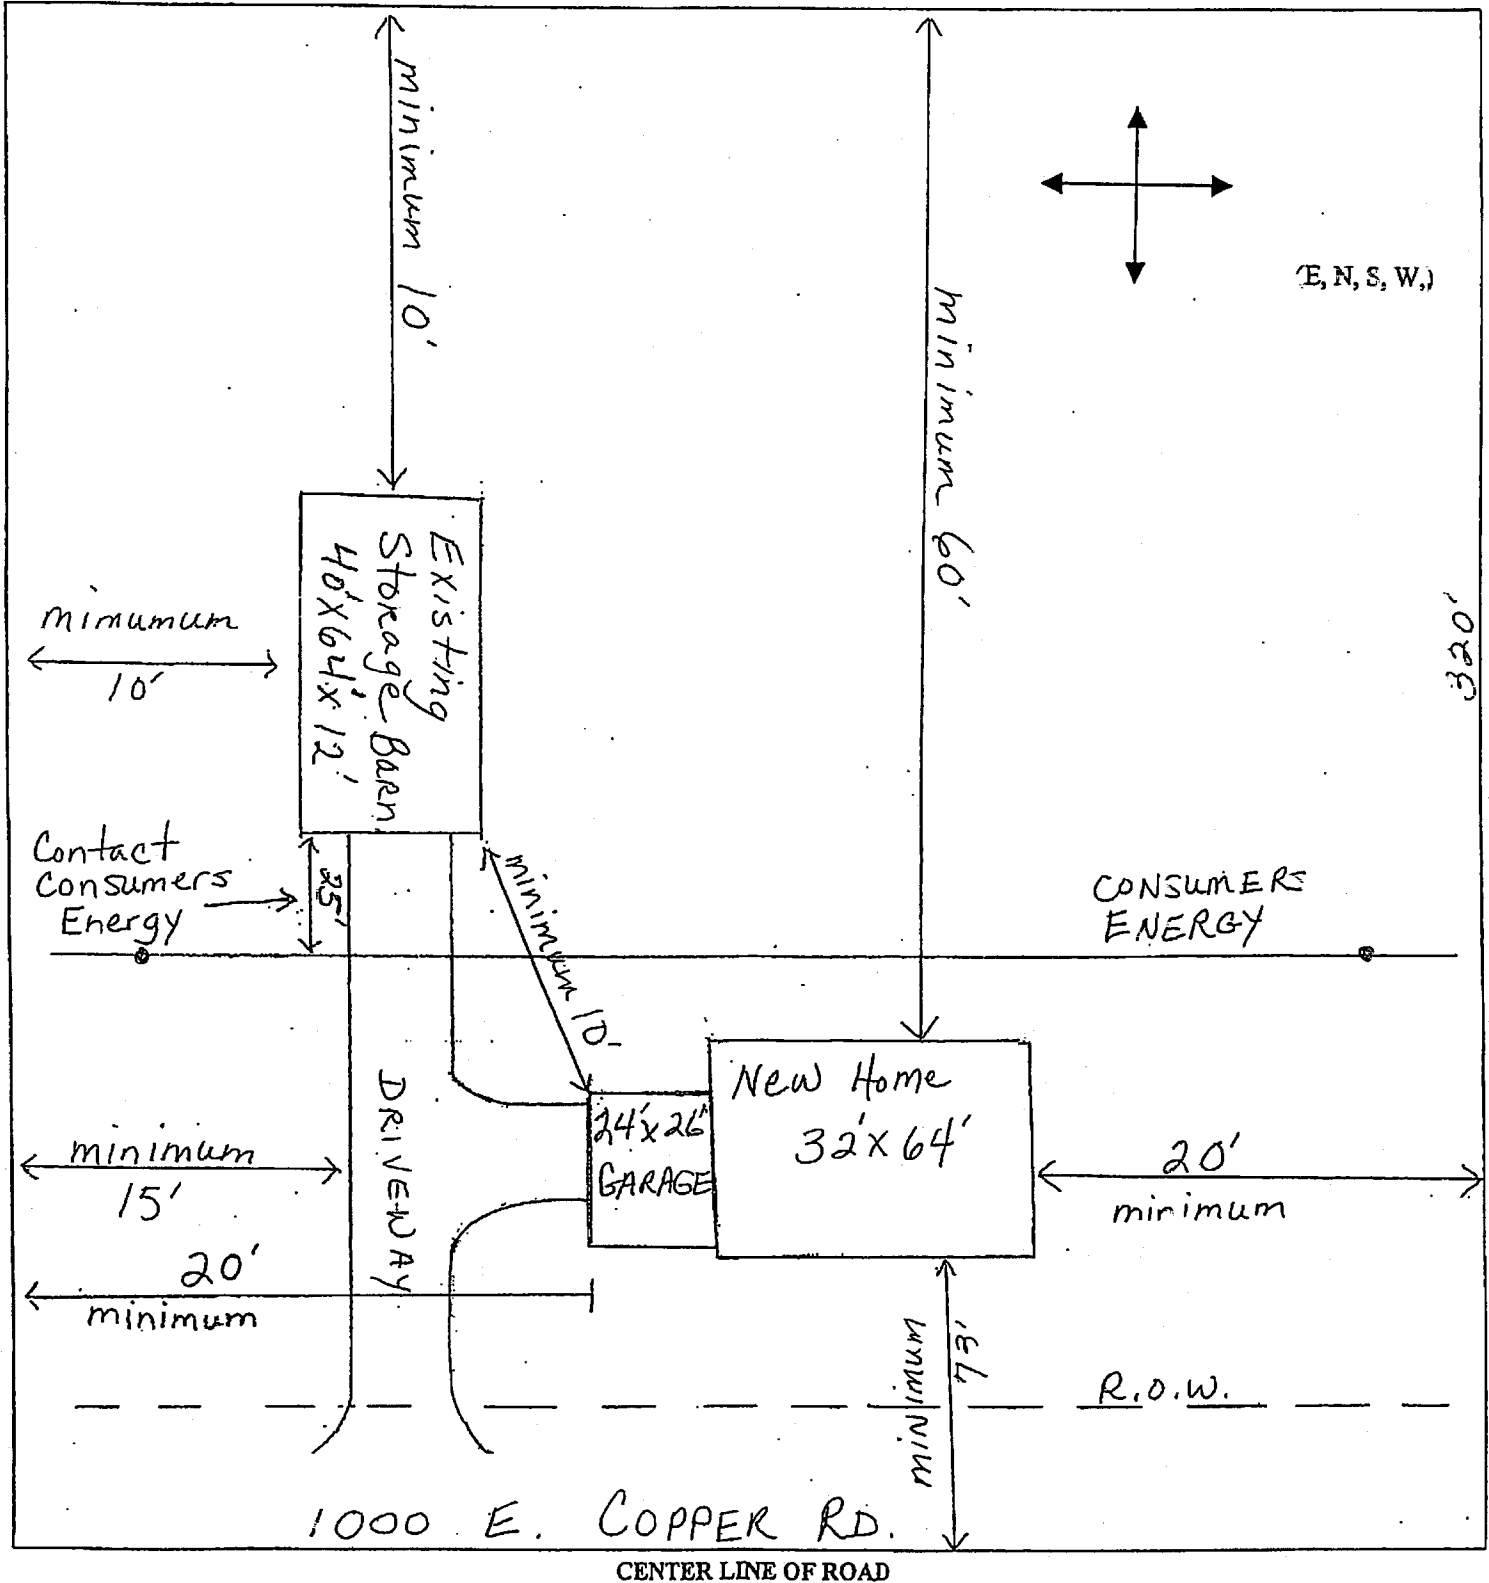 minimum 10'
minimum 60'
(E, N, S, W,)
320'
Existing
Storage Barn
40'x64'x12'
mimumum
10'
Contact
Consumers
Energy
25'
minimum 10-
CONSUMERS
ENERGY
DRIVEWAY
24'x26'
GARAGE
New Home
32'x64'
minimum
15'
20'
minimum
20'
minimum
minimum
R.O.W.
1000 E. COPPER RD.
CENTER LINE OF ROAD